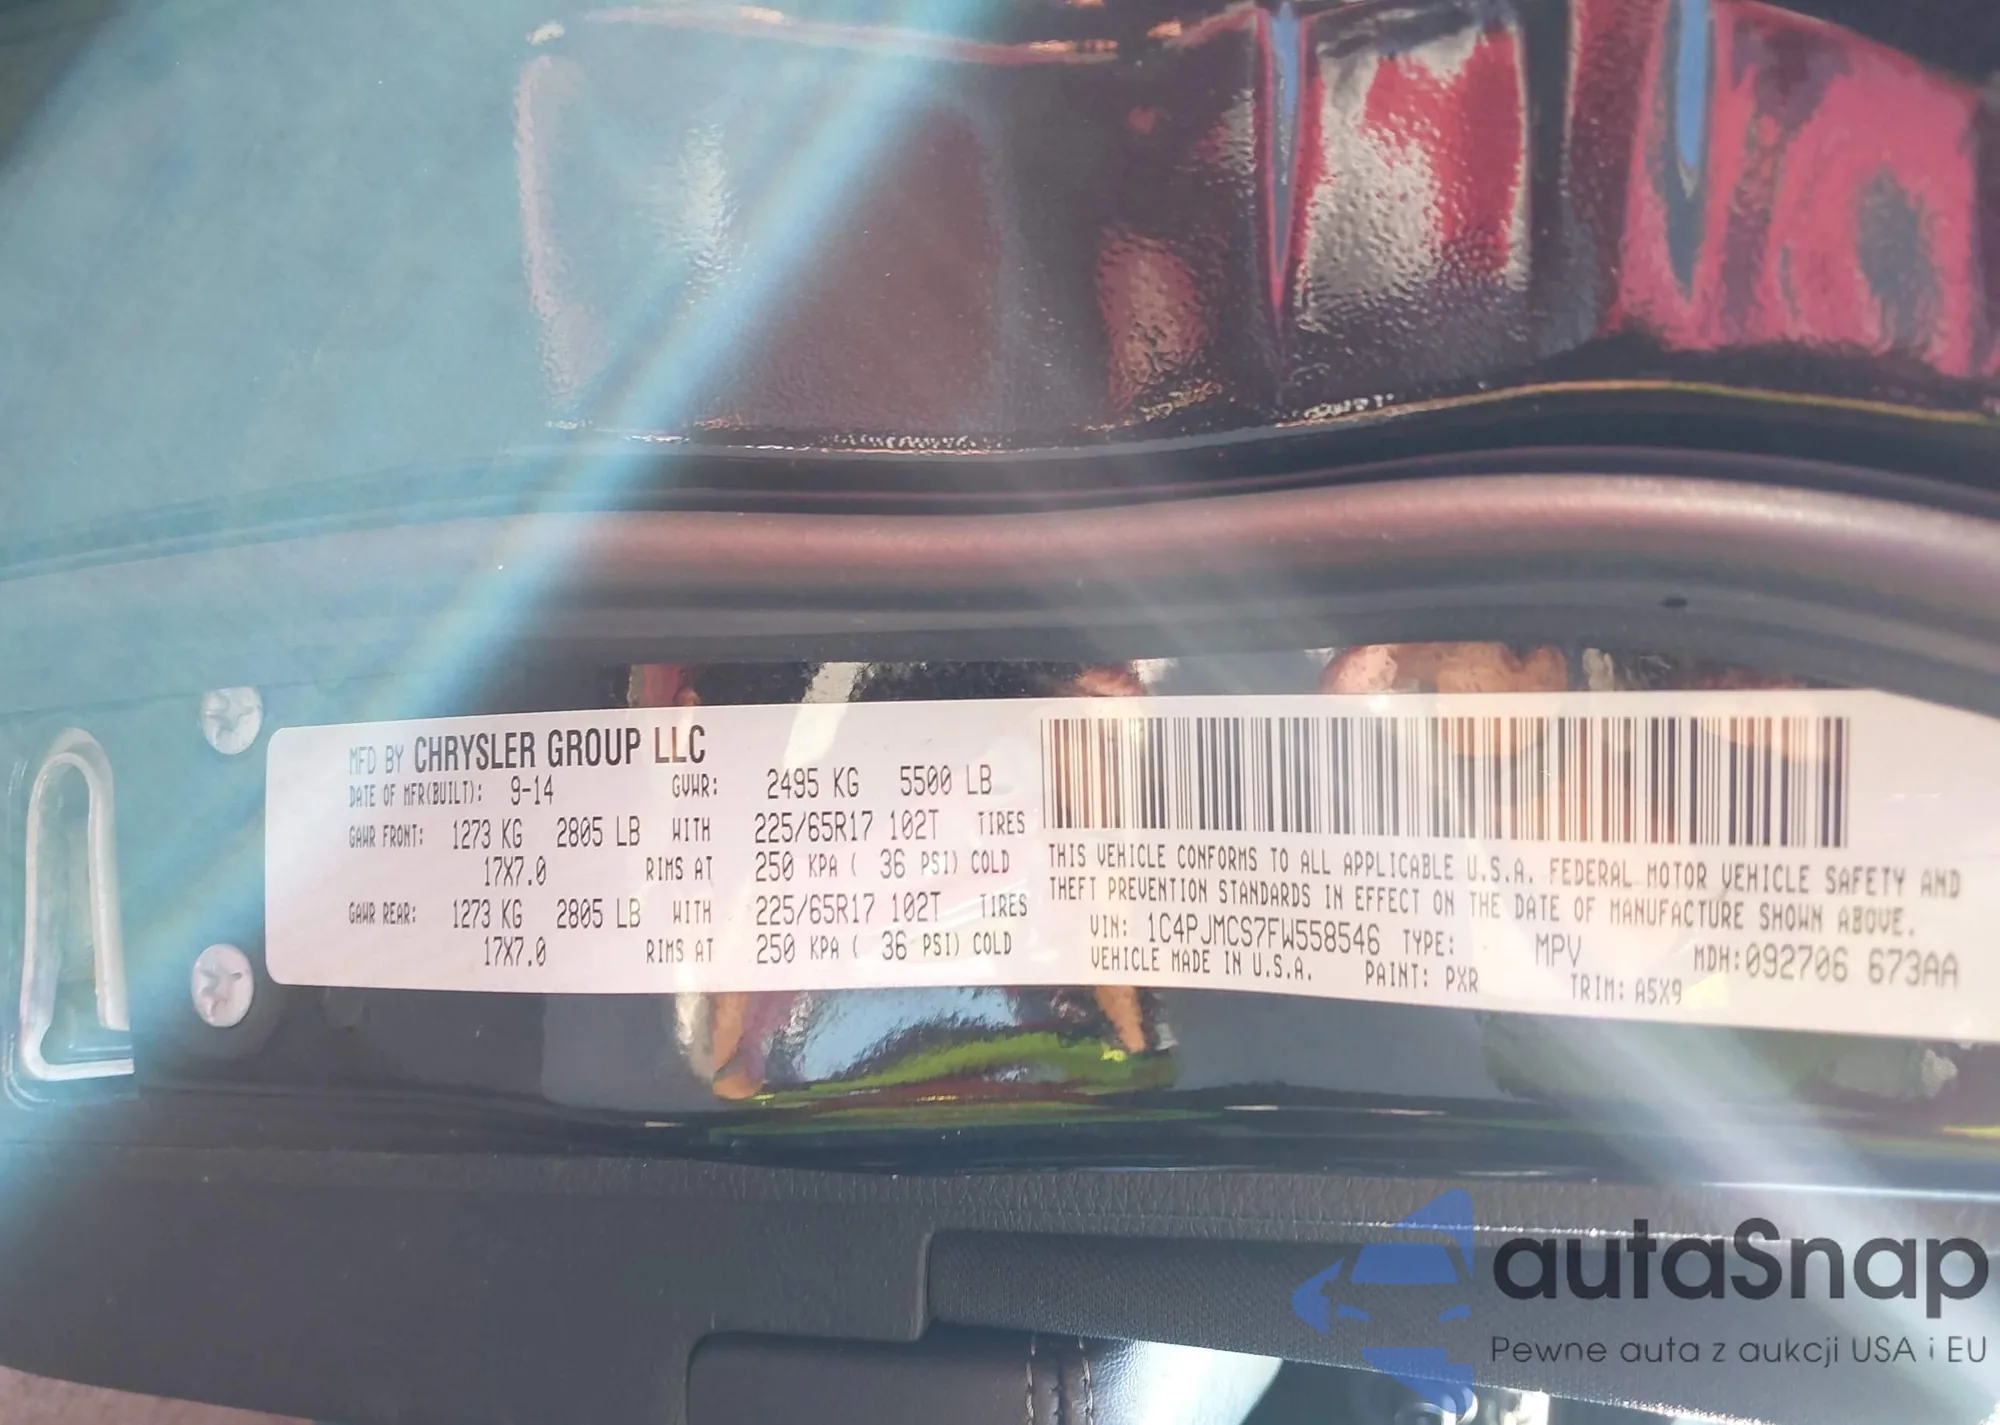 MFD BY CHRYSLER GROUP LLC
DATE OF MFR(BUILT): 9-14 GVWR: 2495 KG 5500 LB
GAWR FRONT: 1273 KG 2805 LB WITH 225/65R17 102T TIRES
17X7.0 RIMS AT 250 KPA ( 36 PSI) COLD
GAWR REAR: 1273 KG 2805 LB WITH 225/65R17 102T TIRES
17X7.0 RIMS AT 250 KPA ( 36 PSI) COLD
THIS VEHICLE CONFORMS TO ALL APPLICABLE U.S.A. FEDERAL MOTOR VEHICLE SAFETY AND
THEFT PREVENTION STANDARDS IN EFFECT ON THE DATE OF MANUFACTURE SHOWN ABOVE.
VIN: 1C4PJMCS7FW558546 TYPE: MPV MDH:092706 673AA
VEHICLE MADE IN U.S.A. PAINT: PXR TRIM: A5X9
autaSnap
Pewne auta z aukcji USA i EU